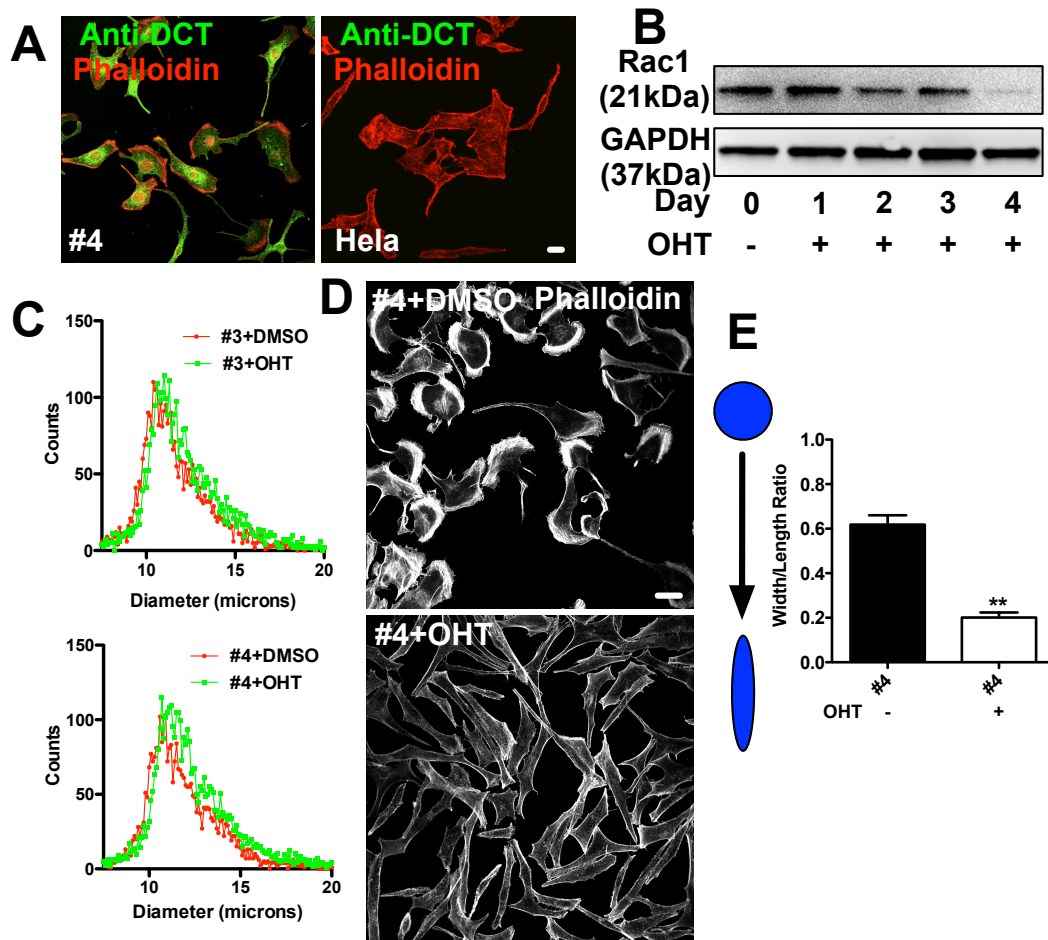 A
Anti-DCT
Phalloidin
#4
Anti-DCT
Phalloidin
Hela
B
Rac1
(21kDa)
GAPDH
(37kDa)
Day 0 1 2 3 4
OHT - + + + +
C
150
100
50
0
Counts
#3+DMSO
#3+OHT
10 15 20
Diameter (microns)
150
100
50
0
Counts
#4+DMSO
#4+OHT
10 15 20
Diameter (microns)
D
#4+DMSO Phalloidin
#4+OHT
E
1.0
0.8
0.6
0.4
0.2
0.0
Width/Length Ratio
**
#4 #4
OHT - +